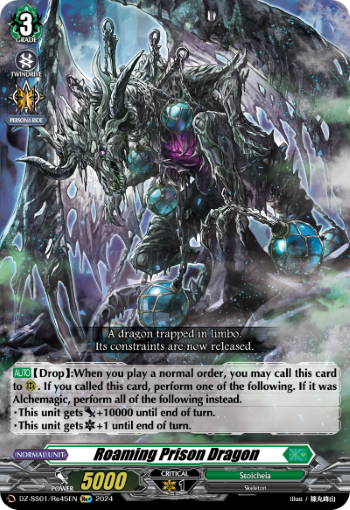 3
GRADE
TWINDRIVE
PERSONA RIDE
A dragon trapped in limbo.
Its constraints are now released.
AUTO【Drop】:When you play a normal order, you may call this card
to . If you called this card, perform one of the following. If it was
Alchemagic, perform all of the following instead.
・This unit gets +10000 until end of turn.
・This unit gets +1 until end of turn.
NORMAL UNIT
Roaming Prison Dragon
POWER 5000
CRITICAL
1
Stoicheia
Skeleton
DZ-SS01/Re45EN 2024
illust /